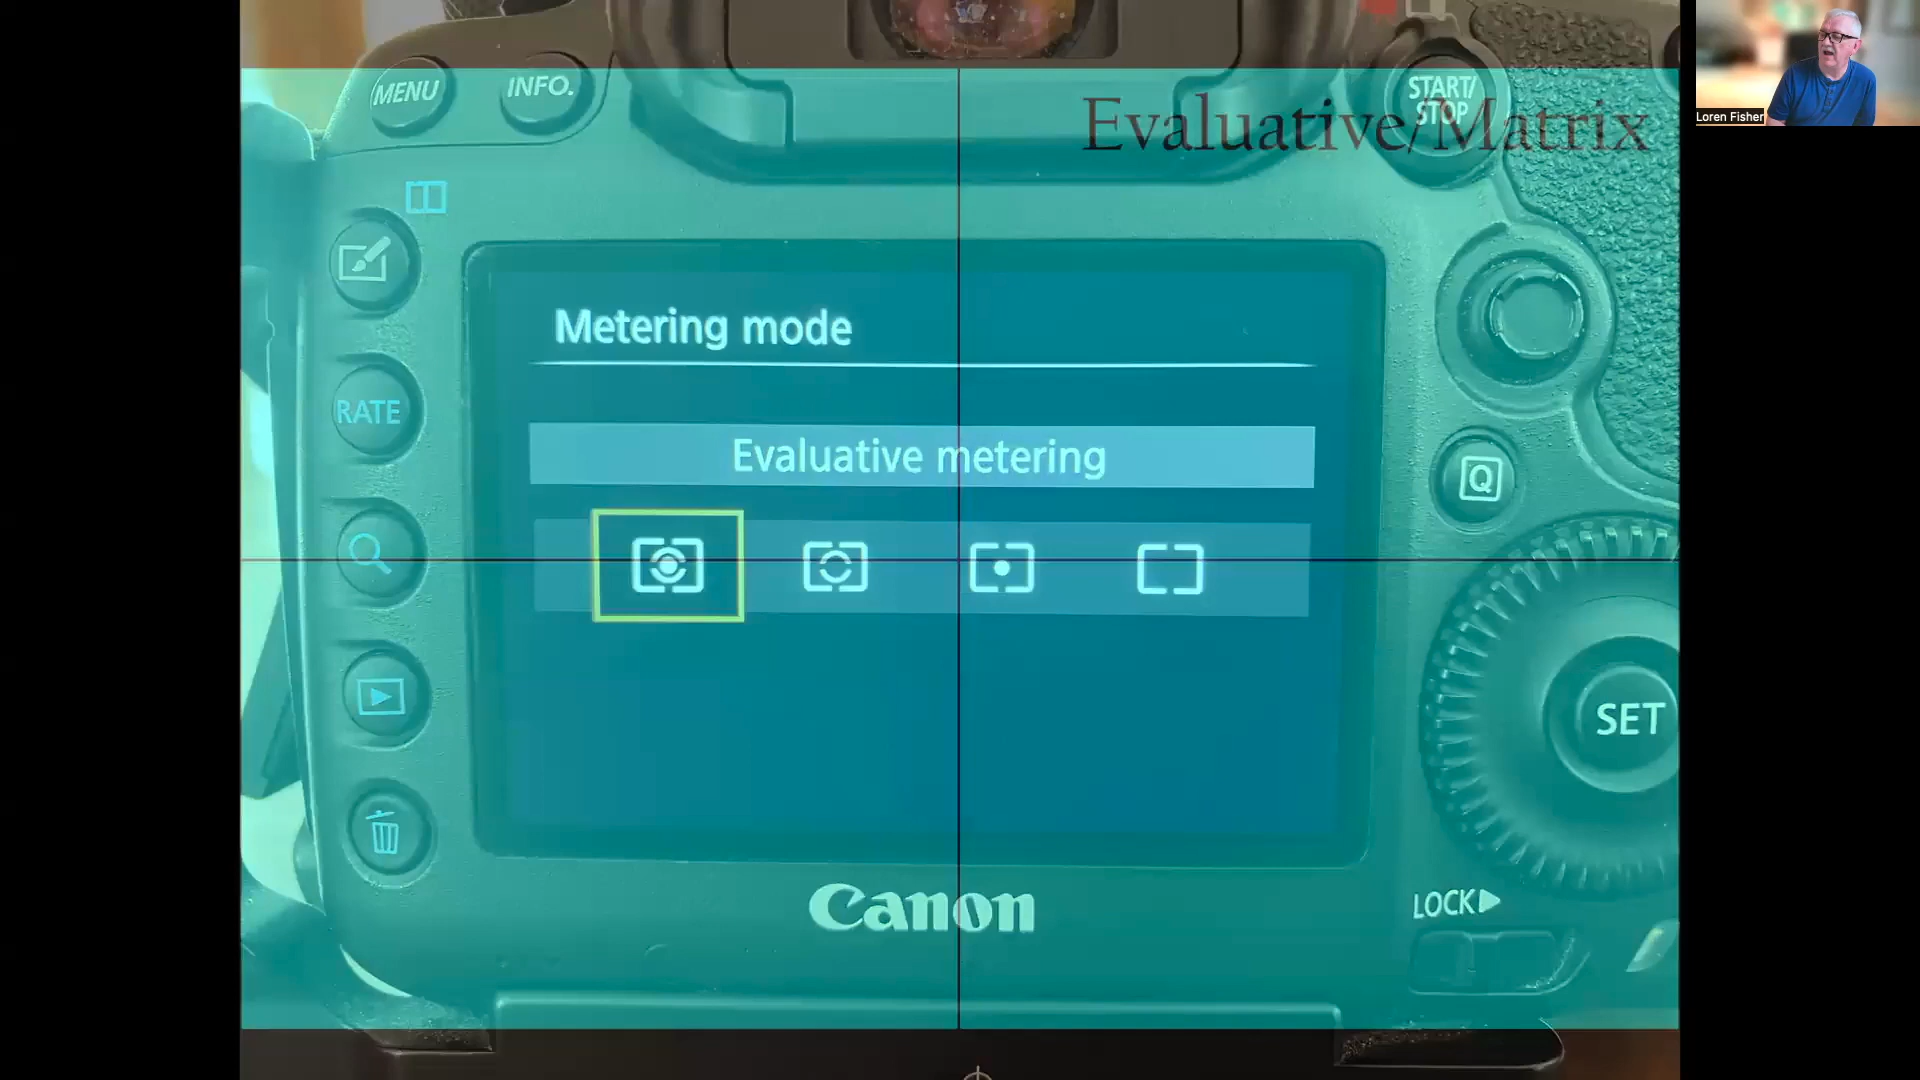 MENU
INFO.
START/
STOP
Evaluative/Matrix
Loren Fisher
Metering mode
RATE
Evaluative metering
Q
SET
LOCK
Canon